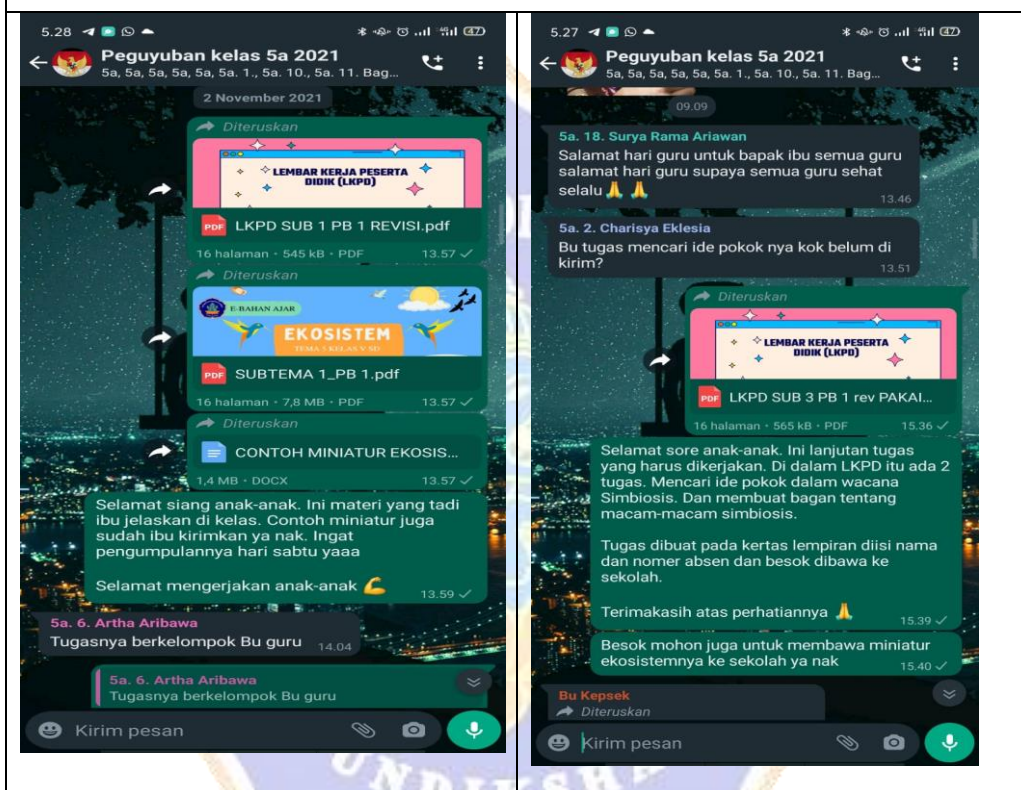 5.28
47
Peguyuban kelas 5a 2021
5a, 5a, 5a, 5a, 5a, 5a. 1., 5a. 10., 5a. 11. Bag...
2 November 2021
Diteruskan
LEMBAR KERJA PESERTA
DIDIK (LKPD)
PDF LKPD SUB 1 PB 1 REVISI.pdf
16 halaman • 545 kB • PDF 13.57
Diteruskan
E-BAHAN AJAR
EKOSISTEM
TEMA 5 KELAS V SD
PDF SUBTEMA 1_PB 1.pdf
16 halaman • 7,8 MB • PDF 13.57
Diteruskan
CONTOH MINIATUR EKOSIS...
1,4 MB • DOCX 13.57
Selamat siang anak-anak. Ini materi yang tadi
ibu jelaskan di kelas. Contoh miniatur juga
sudah ibu kirimkan ya nak. Ingat
pengumpulannya hari sabtu yaaa
Selamat mengerjakan anak-anak 💪 13.59
5a. 6. Artha Aribawa
Tugasnya berkelompok Bu guru 14.04
5a. 6. Artha Aribawa
Tugasnya berkelompok Bu guru
Kirim pesan
5.27
47
Peguyuban kelas 5a 2021
5a, 5a, 5a, 5a, 5a, 5a. 1., 5a. 10., 5a. 11. Bag...
09.09
5a. 18. Surya Rama Ariawan
Salamat hari guru untuk bapak ibu semua guru
salamat hari guru supaya semua guru sehat
selalu 🙏 🙏 13.46
5a. 2. Charisya Eklesia
Bu tugas mencari ide pokok nya kok belum di
kirim? 13.51
Diteruskan
LEMBAR KERJA PESERTA
DIDIK (LKPD)
PDF LKPD SUB 3 PB 1 rev PAKAI...
16 halaman • 565 kB • PDF 15.36
Selamat sore anak-anak. Ini lanjutan tugas
yang harus dikerjakan. Di dalam LKPD itu ada 2
tugas. Mencari ide pokok dalam wacana
Simbiosis. Dan membuat bagan tentang
macam-macam simbiosis.
Tugas dibuat pada kertas lempiran diisi nama
dan nomer absen dan besok dibawa ke
sekolah.
Terimakasih atas perhatiannya 🙏 15.39
Besok mohon juga untuk membawa miniatur
ekosistemnya ke sekolah ya nak 15.40
Bu Kepsek
Diteruskan
Kirim pesan
UNDIKSHA